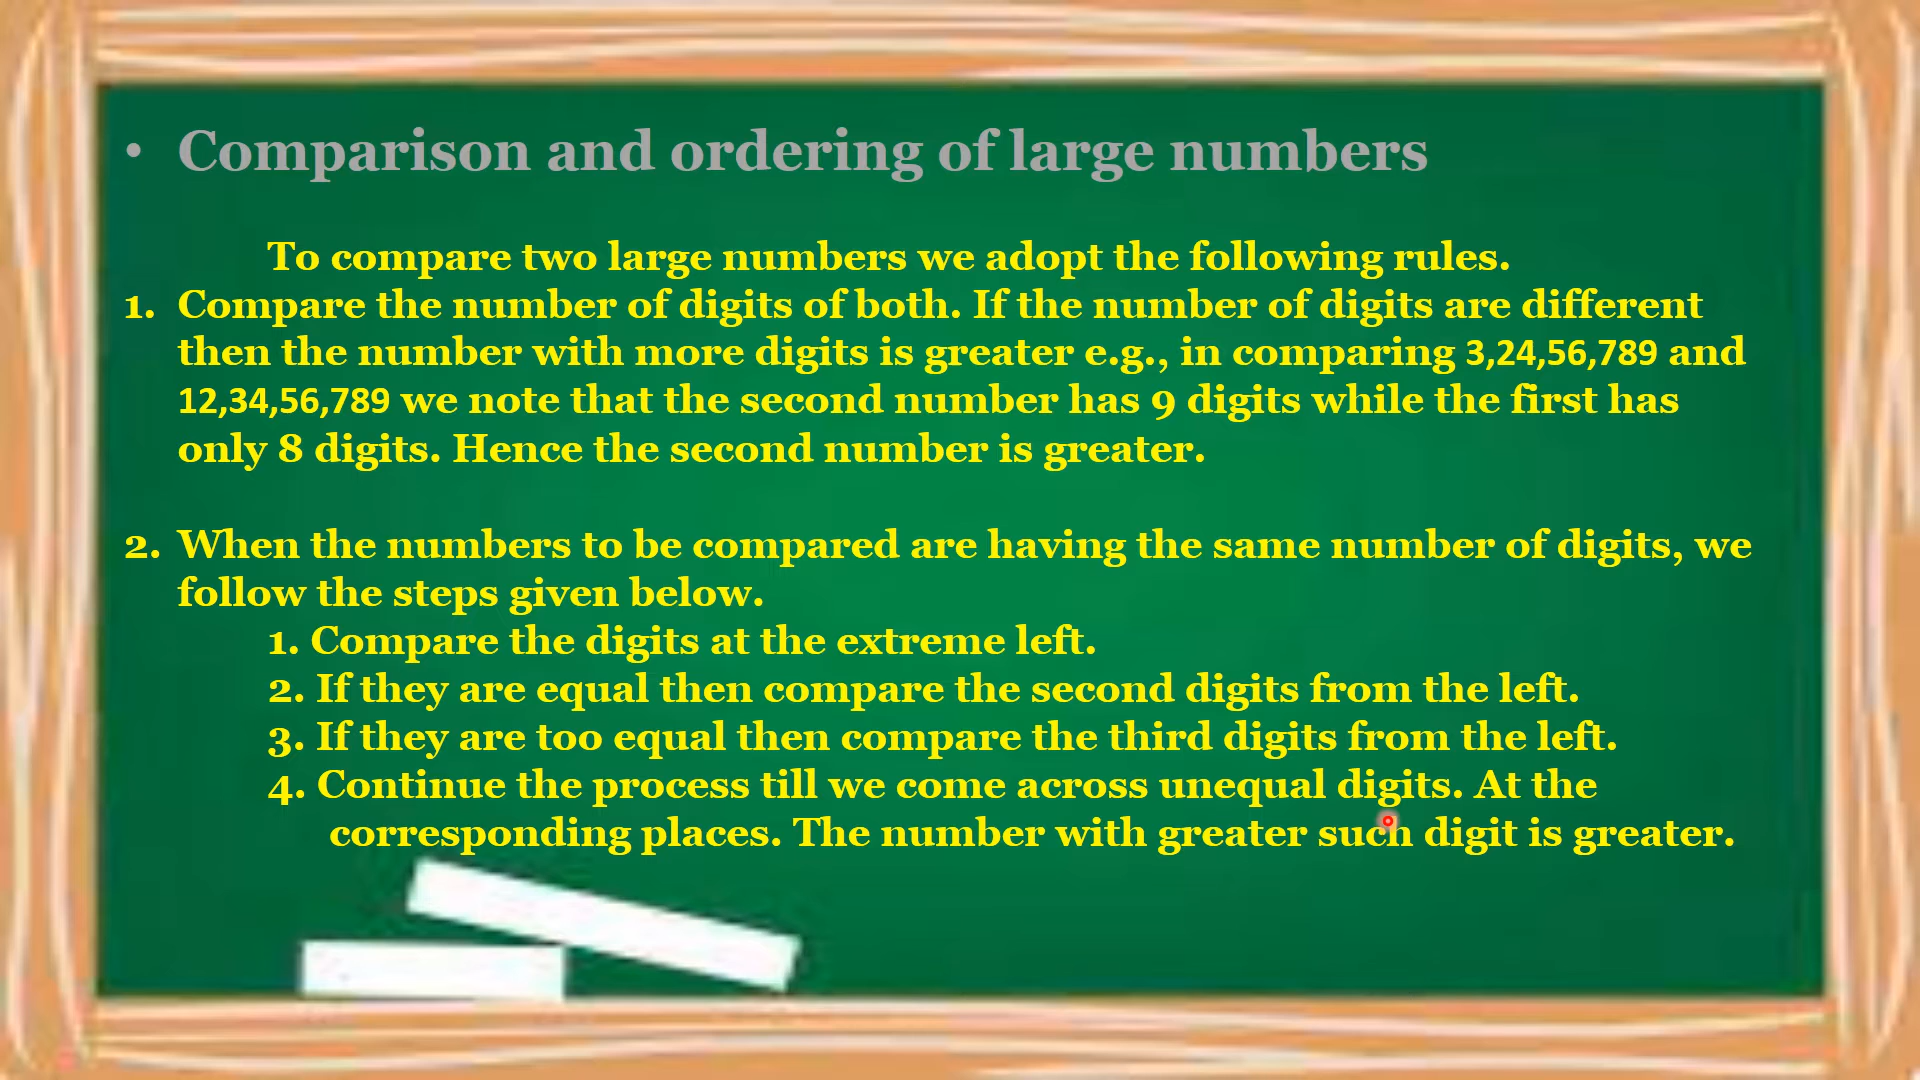 • Comparison and ordering of large numbers
To compare two large numbers we adopt the following rules.
1. Compare the number of digits of both. If the number of digits are different
then the number with more digits is greater e.g., in comparing 3,24,56,789 and
12,34,56,789 we note that the second number has 9 digits while the first has
only 8 digits. Hence the second number is greater.
2. When the numbers to be compared are having the same number of digits, we
follow the steps given below.
1. Compare the digits at the extreme left.
2. If they are equal then compare the second digits from the left.
3. If they are too equal then compare the third digits from the left.
4. Continue the process till we come across unequal digits. At the
corresponding places. The number with greater such digit is greater.